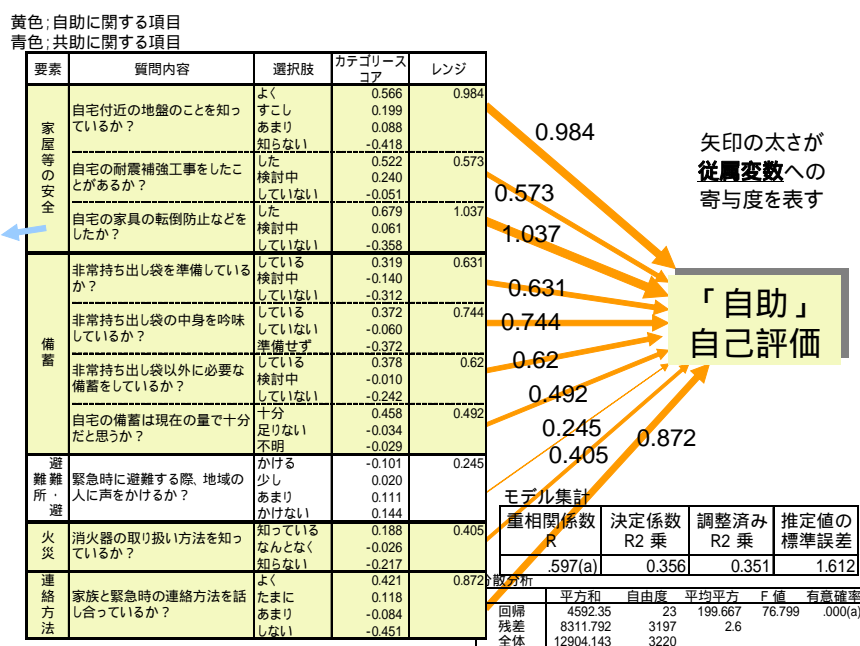 黄色;自助に関する項目
青色;共助に関する項目
要素 質問内容 選択肢 カテゴリースコア レンジ
家屋等の安全
自宅付近の地盤のことを知っているか？
よく 0.566 0.984
すこし 0.199
あまり 0.088
知らない -0.418
自宅の耐震補強工事をしたことがあるか？
した 0.522 0.573
検討中 0.240
していない -0.051
自宅の家具の転倒防止などをしたか？
した 0.679 1.037
検討中 0.061
していない -0.358
備蓄
非常持ち出し袋を準備しているか？
している 0.319 0.631
検討中 -0.140
していない -0.312
非常持ち出し袋の中身を吟味しているか？
している 0.372 0.744
していない -0.060
準備せず -0.372
非常持ち出し袋以外に必要な備蓄をしているか？
している 0.378 0.62
検討中 -0.010
していない -0.242
自宅の備蓄は現在の量で十分だと思うか？
十分 0.458 0.492
足りない -0.034
不明 -0.029
避難所・避難
緊急時に避難する際、地域の人に声をかけるか？
かける -0.101 0.245
少し 0.020
あまり 0.111
かけない 0.144
火災
消火器の取り扱い方法を知っているか？
知っている 0.188 0.405
なんとなく -0.026
知らない -0.217
連絡方法
家族と緊急時の連絡方法を話し合っているか？
よく 0.421 0.872
たまに 0.118
あまり -0.084
しない -0.451
0.984
0.573
1.037
0.631
0.744
0.62
0.492
0.245
0.405
0.872
矢印の太さが
従属変数への
寄与度を表す
「自助」
自己評価
モデル集計
重相関係数 R 決定係数 R2 乗 調整済み R2 乗 推定値の標準誤差
.597(a) 0.356 0.351 1.612
分散分析
平方和 自由度 平均平方 F 値 有意確率
回帰 4592.35 23 199.667 76.799 .000(a)
残差 8311.792 3197 2.6
全体 12904.143 3220